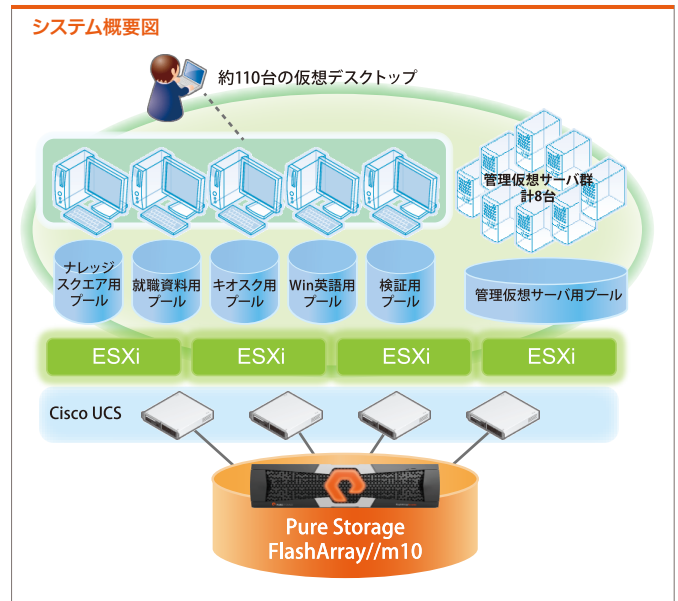 システム概要図
約110台の仮想デスクトップ
管理仮想サーバ群
計8台
ナレッジ
スクエア用
プール
就職資料用
プール
キオスク用
プール
Win英語用
プール
検証用
プール
管理仮想サーバ用プール
ESXi
ESXi
ESXi
ESXi
Cisco UCS
Pure Storage
FlashArray//m10